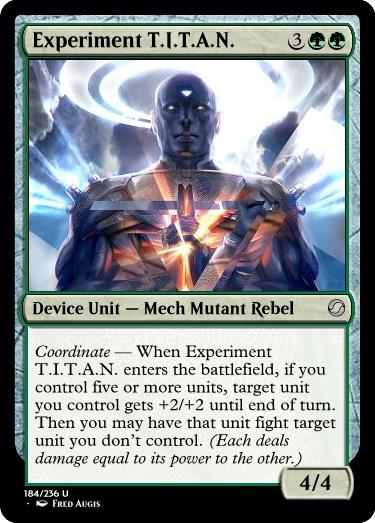 Experiment T.I.T.A.N. 3
Device Unit — Mech Mutant Rebel
Coordinate — When Experiment
T.I.T.A.N. enters the battlefield, if you
control five or more units, target unit
you control gets +2/+2 until end of turn.
Then you may have that unit fight target
unit you don't control. (Each deals
damage equal to its power to the other.)
4/4
184/236 U
· Fred Augis